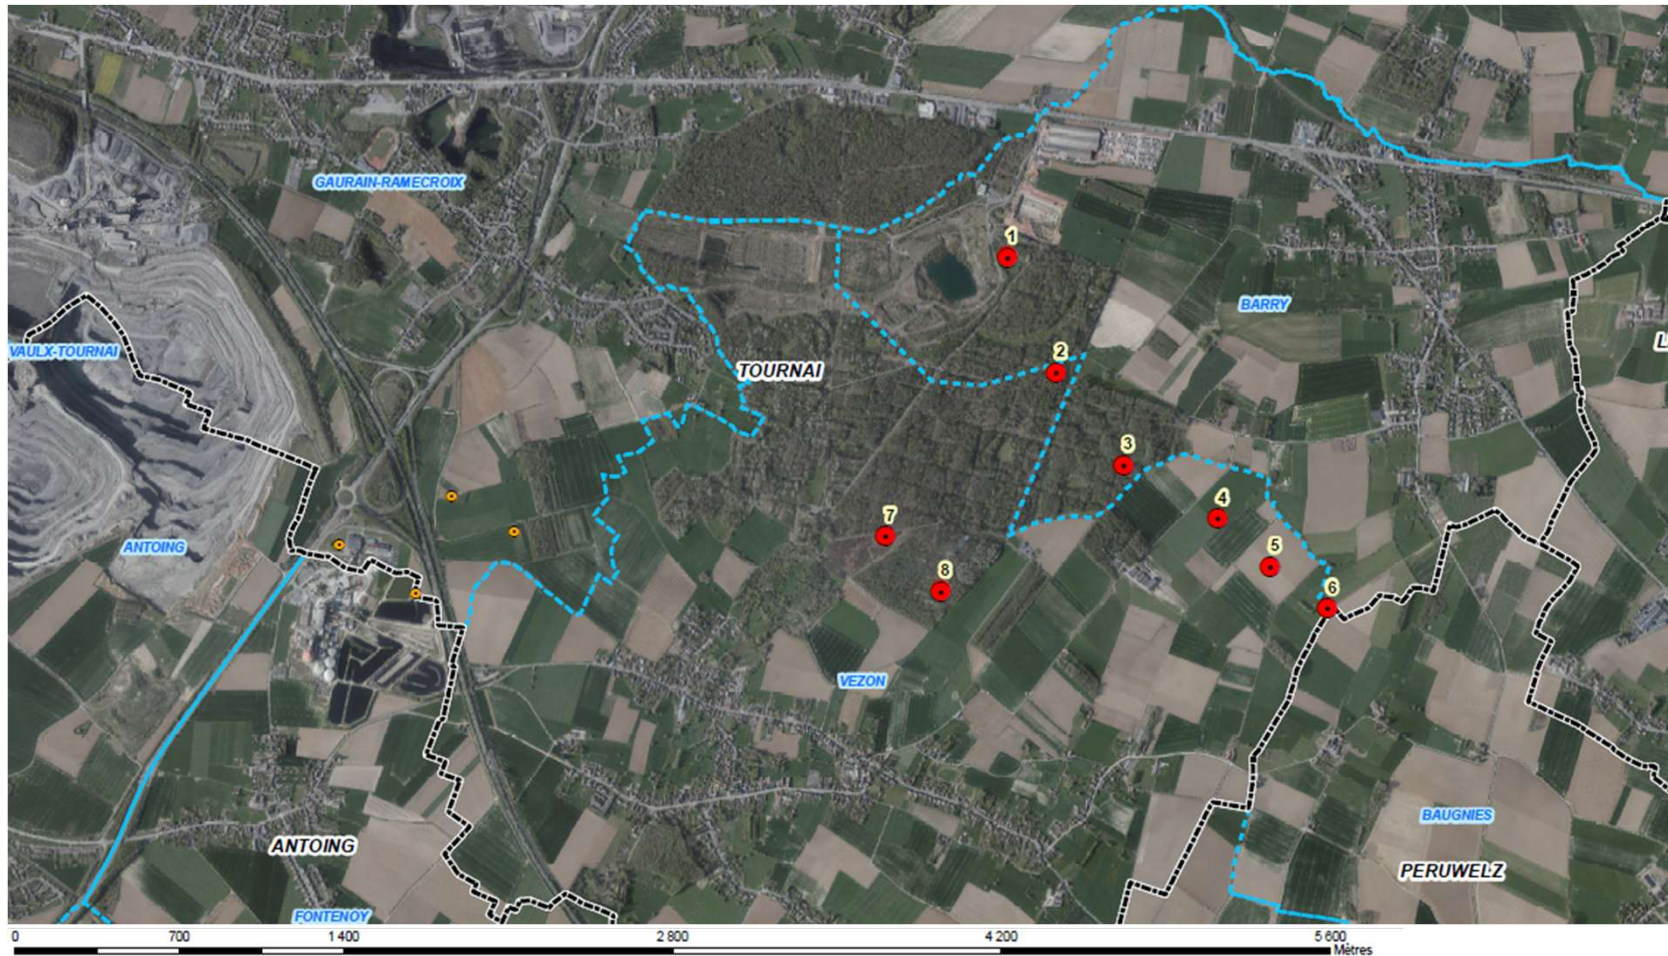 GAURAIN-RAMECROIX
1
BARRY
VAULX-TOURNAI
L
TOURNAI
2
3
4
7
ANTOING
5
8
6
VEZON
BAUGNIES
ANTOING
PERUWELZ
FONTENOY
0 700 1 400 2 800 4 200 5 600
Mètres